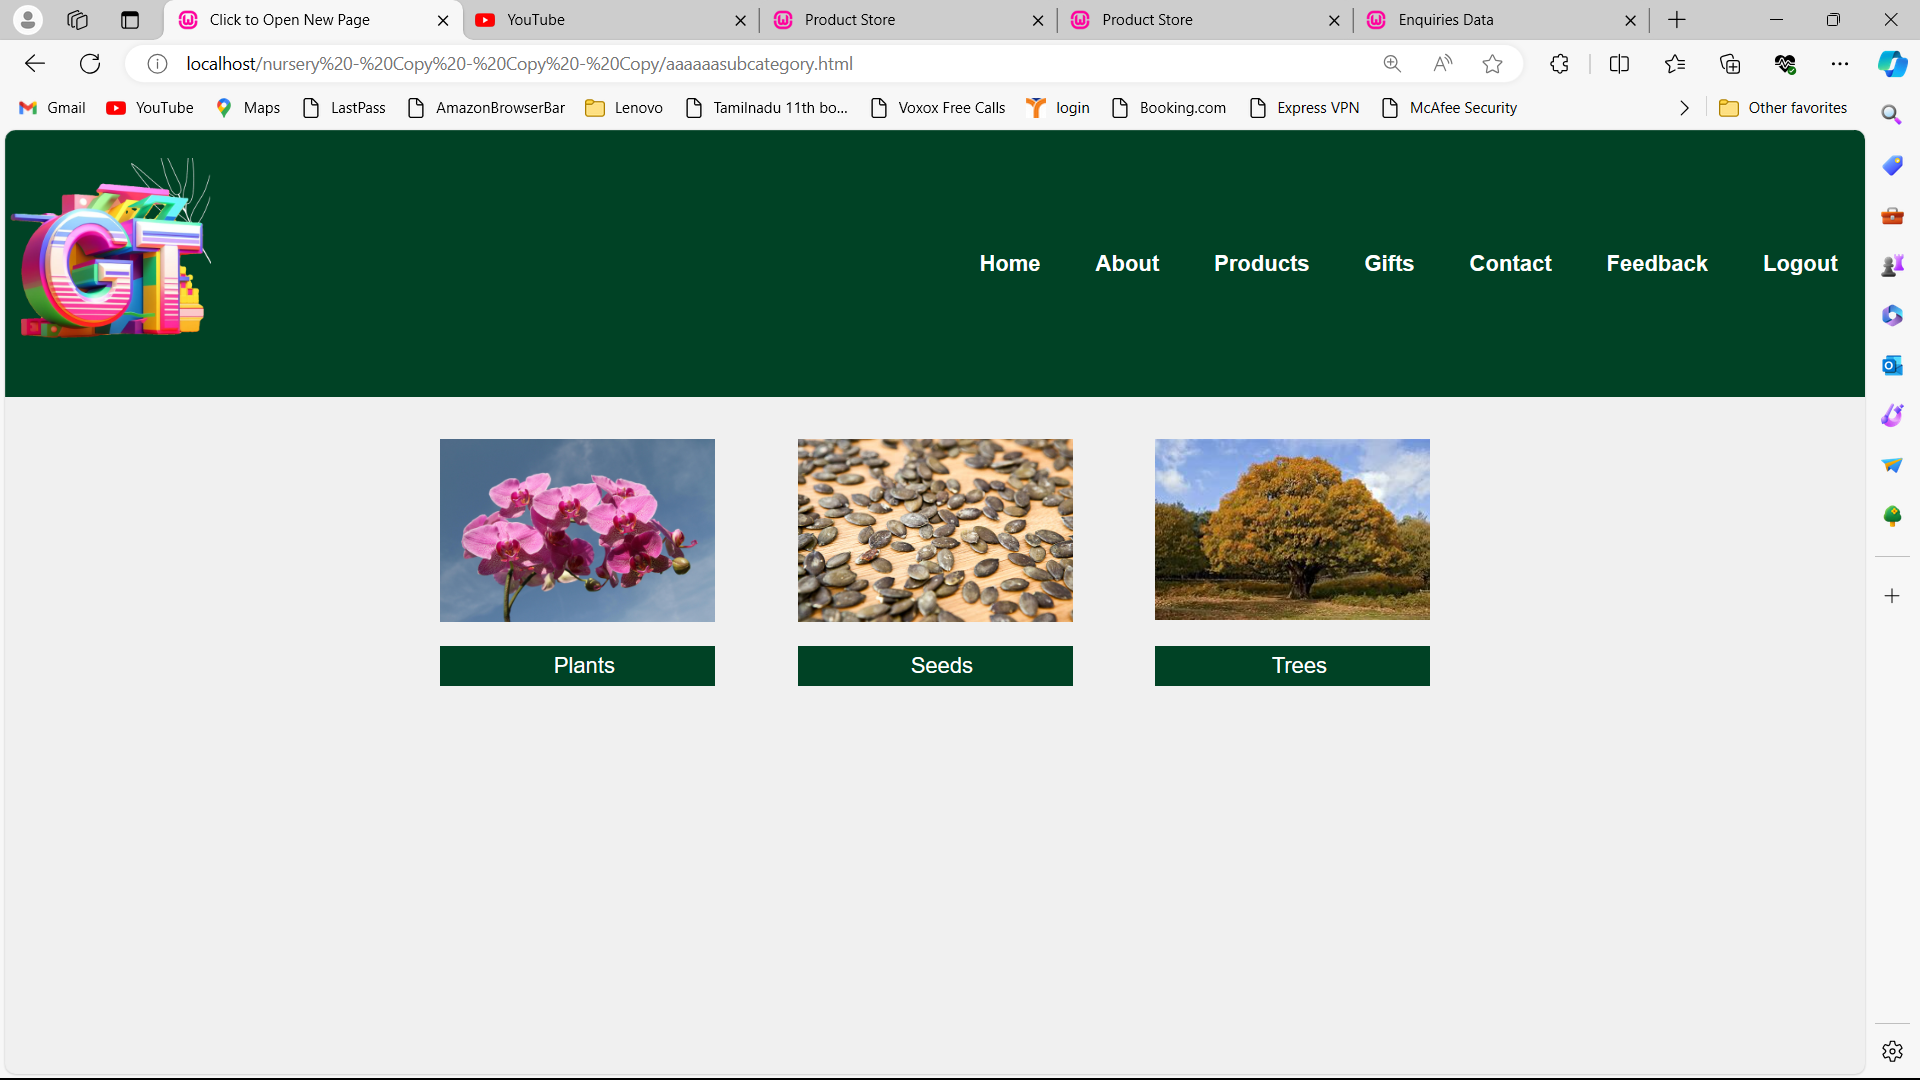 Click to Open New Page
YouTube
Product Store
Product Store
Enquiries Data
localhost/nursery%20-%20Copy%20-%20Copy%20-%20Copy/aaaaaasubcategory.html
Gmail
YouTube
Maps
LastPass
AmazonBrowserBar
Lenovo
Tamilnadu 11th bo...
Voxox Free Calls
login
Booking.com
Express VPN
McAfee Security
Other favorites
GT
Home
About
Products
Gifts
Contact
Feedback
Logout
Plants
Seeds
Trees